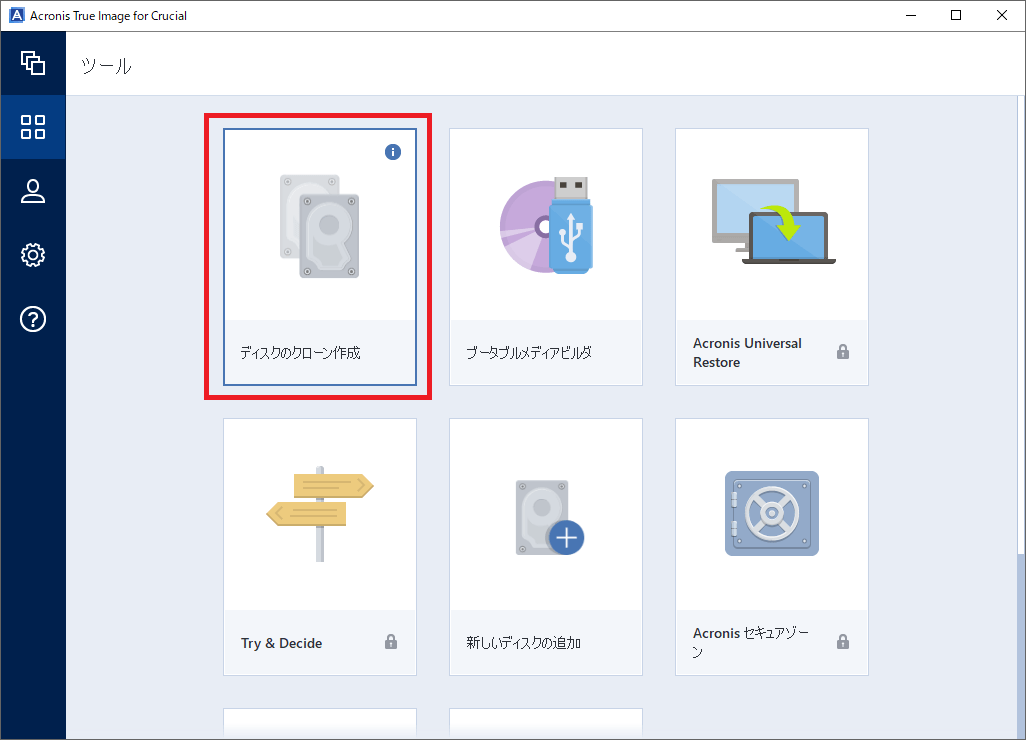 Acronis True Image for Crucial
ツール
ディスクのクローン作成
ブータブルメディアビルダ
Acronis Universal
Restore
Try & Decide
新しいディスクの追加
Acronis セキュアゾー
ン